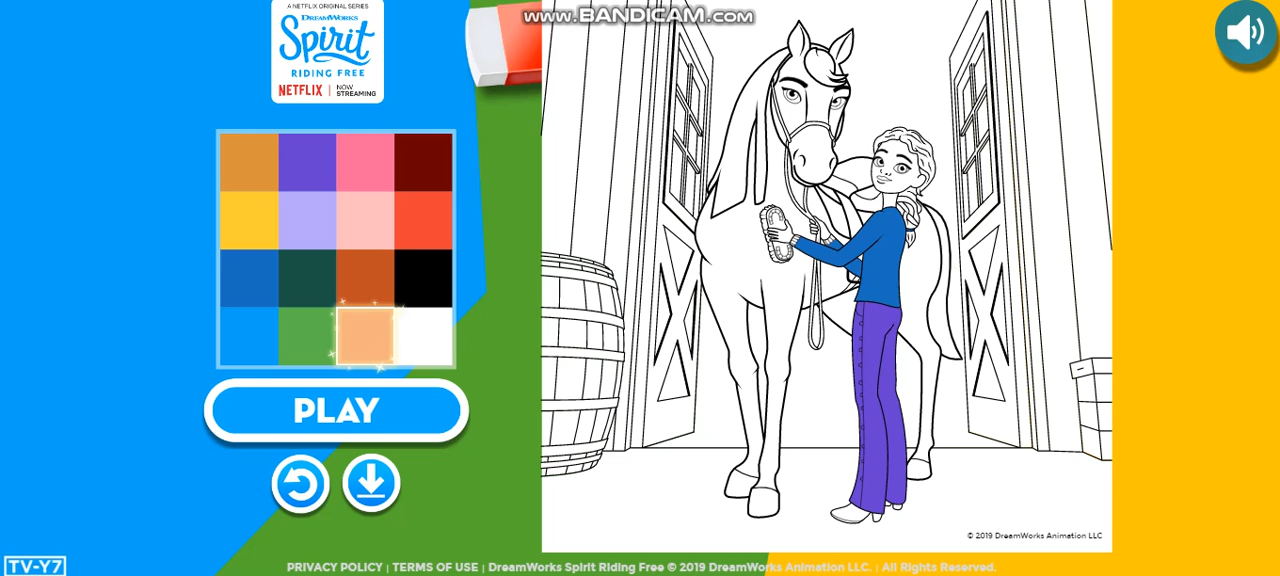 www.BANDICAM.com
A NETFLIX ORIGINAL SERIES
DREAMWORKS
Spirit
RIDING FREE
NETFLIX | NOW STREAMING
PLAY
© 2019 DreamWorks Animation LLC
TV-Y7
PRIVACY POLICY | TERMS OF USE | DreamWorks Spirit Riding Free © 2019 DreamWorks Animation LLC. | All Rights Reserved.